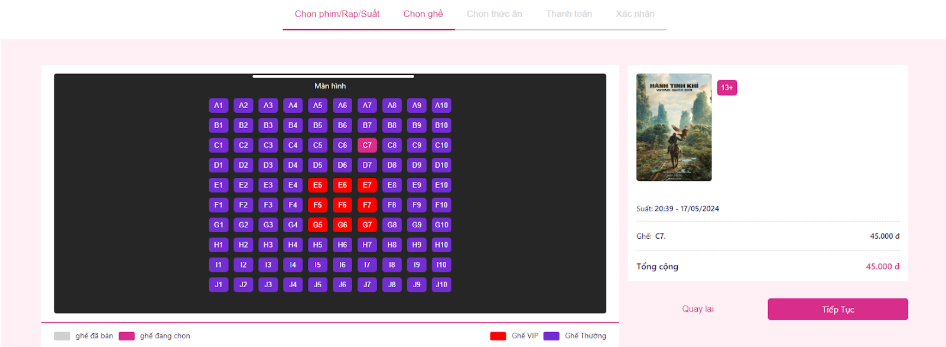 Chọn phim/Rạp/Suất Chọn ghế Chọn thức ăn Thanh toán Xác nhận
Màn hình
A1 A2 A3 A4 A5 A6 A7 A8 A9 A10
B1 B2 B3 B4 B5 B6 B7 B8 B9 B10
C1 C2 C3 C4 C5 C6 C7 C8 C9 C10
D1 D2 D3 D4 D5 D6 D7 D8 D9 D10
E1 E2 E3 E4 E5 E6 E7 E8 E9 E10
F1 F2 F3 F4 F5 F6 F7 F8 F9 F10
G1 G2 G3 G4 G5 G6 G7 G8 G9 G10
H1 H2 H3 H4 H5 H6 H7 H8 H9 H10
I1 I2 I3 I4 I5 I6 I7 I8 I9 I10
J1 J2 J3 J4 J5 J6 J7 J8 J9 J10
ghế đã bán ghế đang chọn Ghế VIP Ghế Thường
HÀNH TINH KHỈ
13+
Suất: 20:39 - 17/05/2024
Ghế: C7. 45.000 đ
Tổng cộng 45.000 đ
Quay lại Tiếp Tục